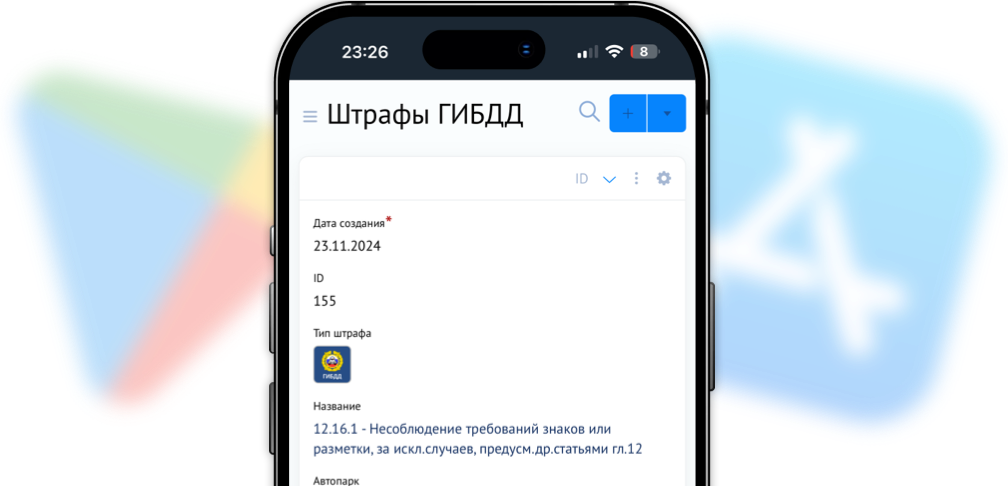 23:26
8
Штрафы ГИБДД
+
ID
Дата создания*
23.11.2024
ID
155
Тип штрафа
ГИБДД
Название
12.16.1 - Несоблюдение требований знаков или
разметки, за искл.случаев, предусм.др.статьями гл.12
Автопарк